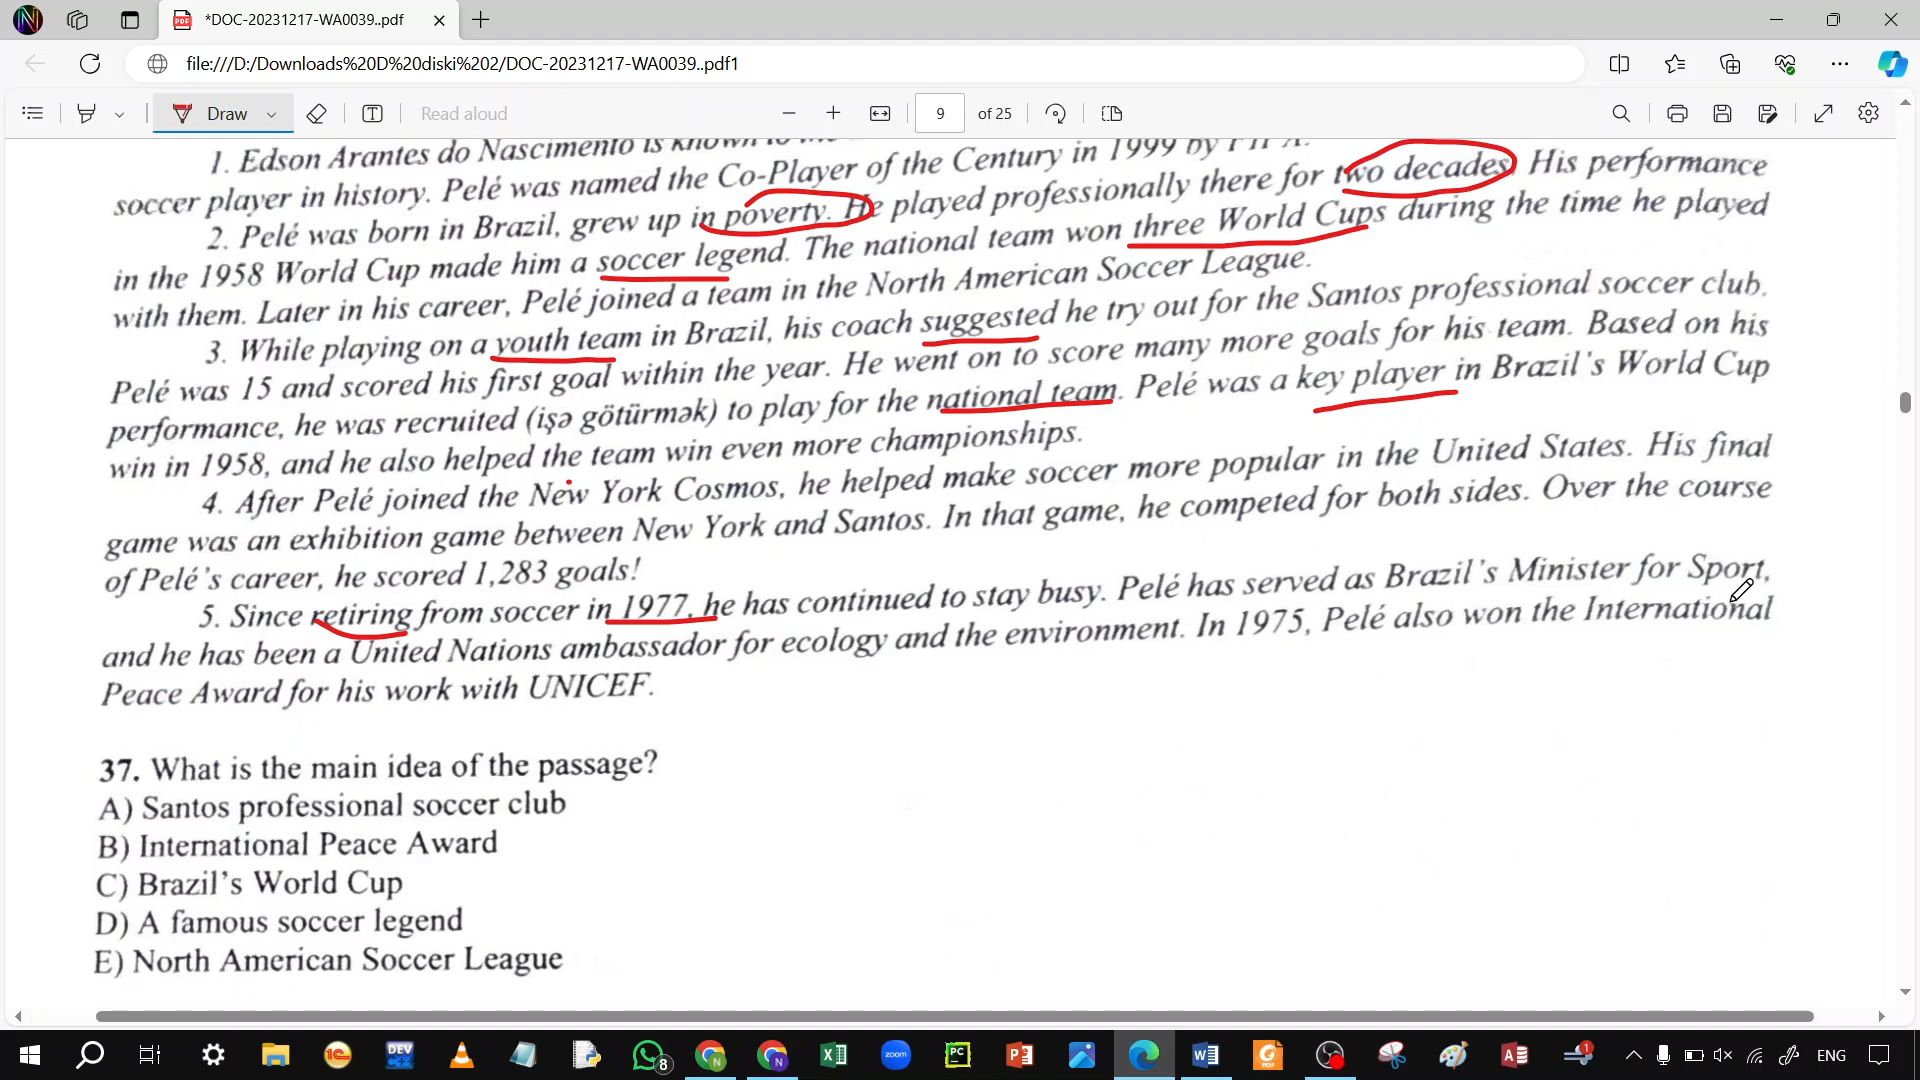 *DOC-20231217-WA0039..pdf
file:///D:/Downloads%20D%20diski%202/DOC-20231217-WA0039..pdf1
Draw
Read aloud
9 of 25
1. Edson Arantes do Nascimento is known to the
soccer player in history. Pelé was named the Co-Player of the Century in 1999 by FIFA.
2. Pelé was born in Brazil, grew up in poverty. He played professionally there for two decades. His performance
in the 1958 World Cup made him a soccer legend. The national team won three World Cups during the time he played
with them. Later in his career, Pelé joined a team in the North American Soccer League.
3. While playing on a youth team in Brazil, his coach suggested he try out for the Santos professional soccer club.
Pelé was 15 and scored his first goal within the year. He went on to score many more goals for his team. Based on his
performance, he was recruited (işə götürmək) to play for the national team. Pelé was a key player in Brazil's World Cup
win in 1958, and he also helped the team win even more championships.
4. After Pelé joined the New York Cosmos, he helped make soccer more popular in the United States. His final
game was an exhibition game between New York and Santos. In that game, he competed for both sides. Over the course
of Pelé's career, he scored 1,283 goals!
5. Since retiring from soccer in 1977, he has continued to stay busy. Pelé has served as Brazil's Minister for Sport,
and he has been a United Nations ambassador for ecology and the environment. In 1975, Pelé also won the International
Peace Award for his work with UNICEF.
37. What is the main idea of the passage?
A) Santos professional soccer club
B) International Peace Award
C) Brazil's World Cup
D) A famous soccer legend
E) North American Soccer League
ENG